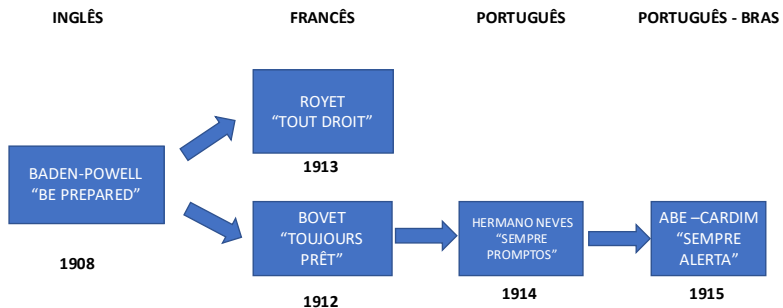 INGLÊS
FRANCÊS
PORTUGUÊS
PORTUGUÊS - BRAS
ROYET
“TOUT DROIT”
1913
BADEN-POWELL
“BE PREPARED”
1908
BOVET
“TOUJOURS
PRÊT”
1912
HERMANO NEVES
“SEMPRE
PROMPTOS”
1914
ABE –CARDIM
“SEMPRE
ALERTA”
1915